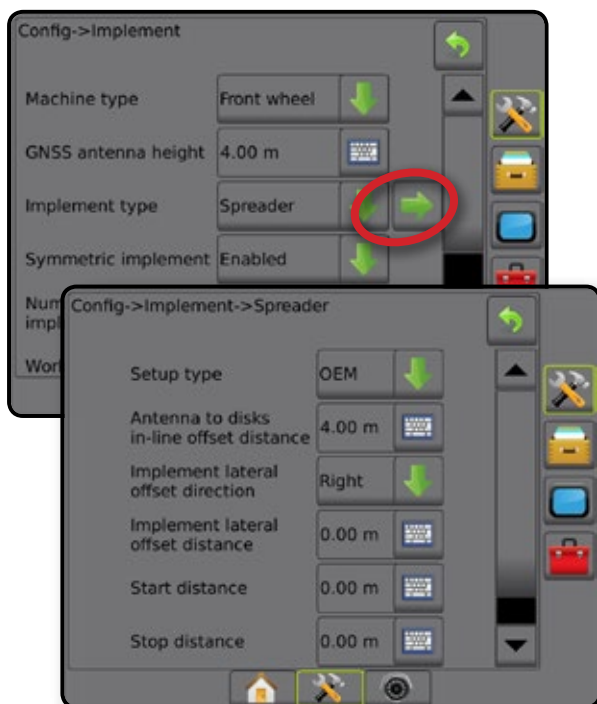 Config->Implement
Machine type Front wheel
GNSS antenna height 4.00 m
Implement type Spreader
Symmetric implement Enabled
Config->Implement->Spreader
Setup type OEM
Antenna to disks
in-line offset distance 4.00 m
Implement lateral
offset direction Right
Implement lateral
offset distance 0.00 m
Start distance 0.00 m
Stop distance 0.00 m